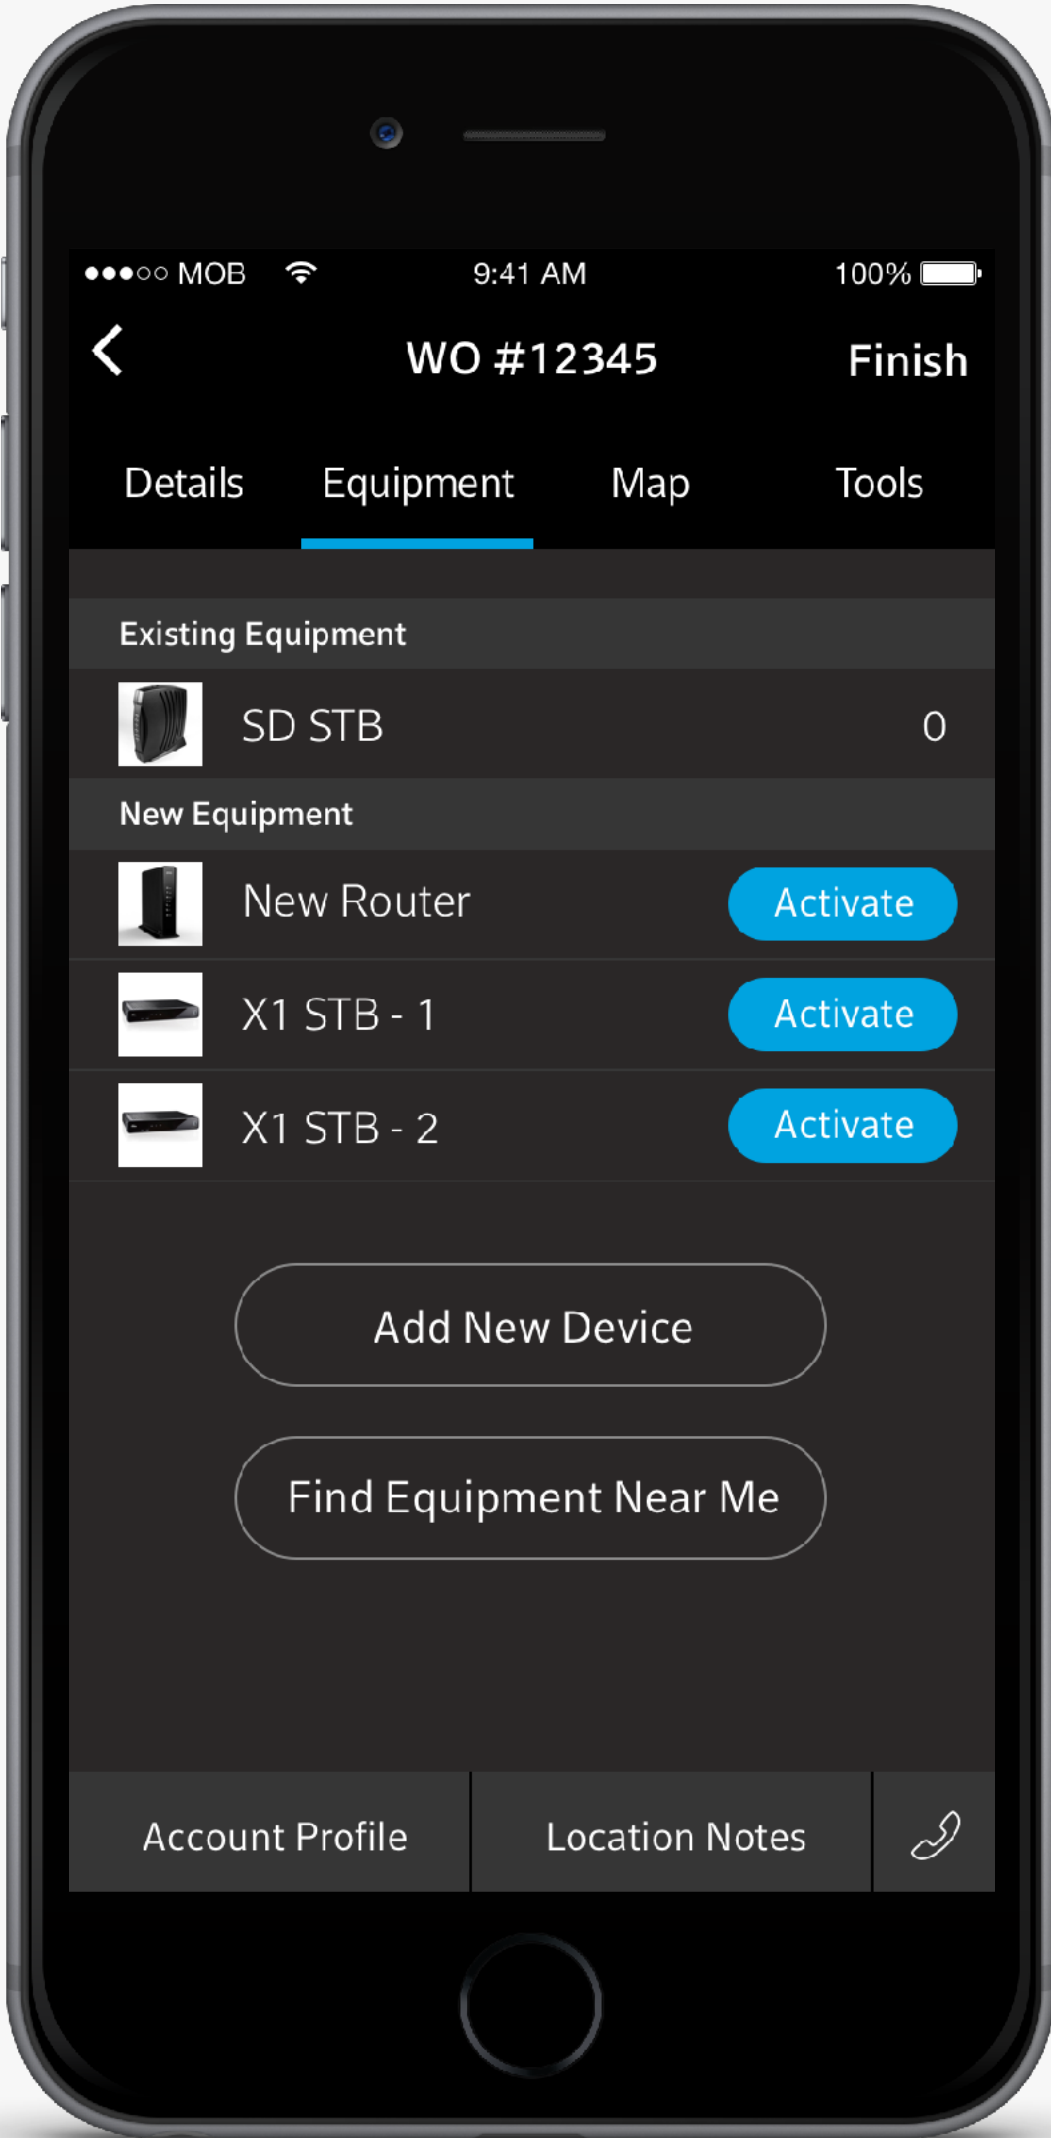 MOB 9:41 AM 100%
WO #12345 Finish
Details Equipment Map Tools
Existing Equipment
SD STB 0
New Equipment
New Router Activate
X1 STB - 1 Activate
X1 STB - 2 Activate
Add New Device
Find Equipment Near Me
Account Profile Location Notes